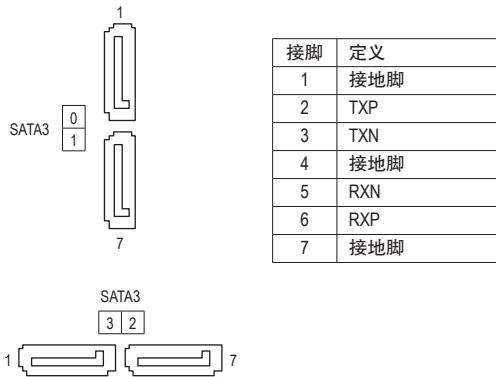 1
SATA3
0
1
7
接脚 定义
1 接地脚
2 TXP
3 TXN
4 接地脚
5 RXN
6 RXP
7 接地脚
SATA3
3 2
1 7